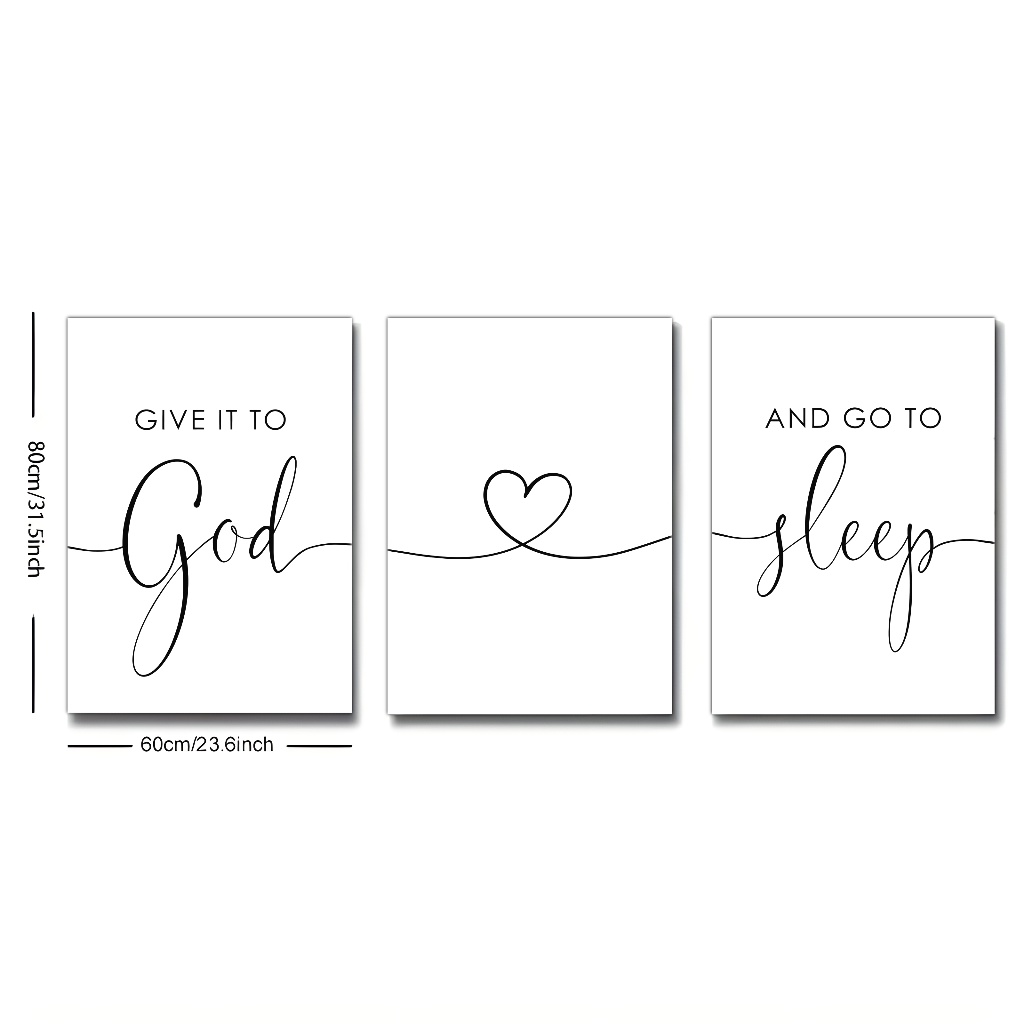 GIVE IT TO
God
AND GO TO
sleep
80cm/31.5inch
60cm/23.6inch